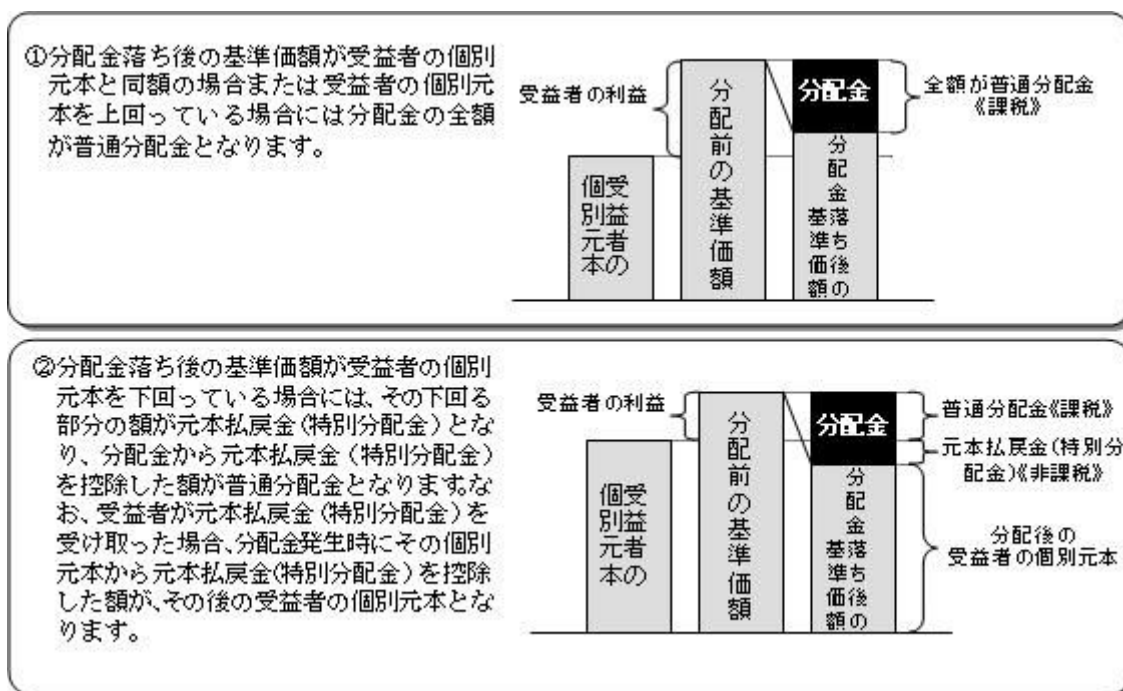 ①分配金落ち後の基準価額が受益者の個別
元本と同額の場合または受益者の個別元
本を上回っている場合には分配金の全額
が普通分配金となります。
受益者の利益
受益者の
個別元本
分配前の基準価額
分配金
分配金落ち後の
基準価額
全額が普通分配金
《課税》
②分配金落ち後の基準価額が受益者の個別
元本を下回っている場合には、その下回る
部分の額が元本払戻金(特別分配金)とな
り、分配金から元本払戻金(特別分配金)
を控除した額が普通分配金となります。な
お、受益者が元本払戻金(特別分配金)を
受け取った場合、分配金発生時にその個別
元本から元本払戻金(特別分配金)を控除
した額が、その後の受益者の個別元本とな
ります。
受益者の利益
受益者の
個別元本
分配前の基準価額
分配金
分配金落ち後の
基準価額
普通分配金《課税》
元本払戻金(特別分
配金)《非課税》
分配後の
受益者の個別元本